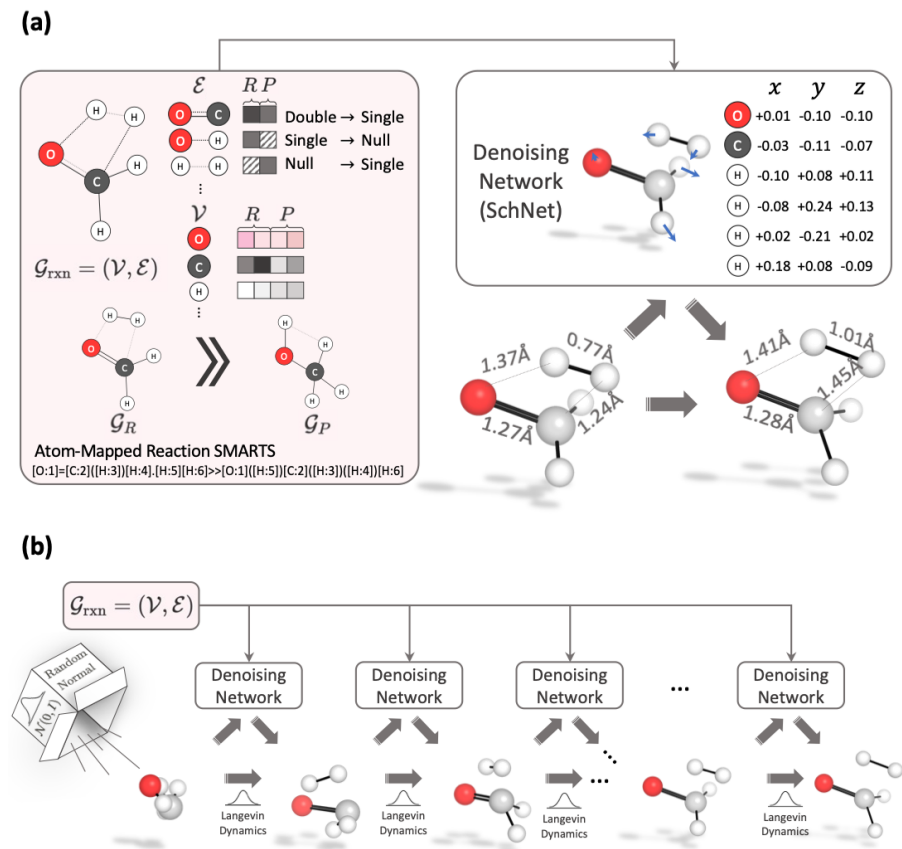 (a)
ℰ
R P
Double → Single
Single → Null
Null → Single
⋮
𝒱
R P
⋮
O
C
H
H
H
H
O C
O H
H H
O
C
H
𝒢rxn = (𝒱, ℰ)
H
H
O
C
H
H
𝒢R
H
H
O
C
H
H
𝒢P
Atom-Mapped Reaction SMARTS
[O:1]=[C:2]([H:3])[H:4].[H:5][H:6]>>[O:1]([H:5])[C:2]([H:3])([H:4])[H:6]
Denoising
Network
(SchNet)
x y z
O +0.01 -0.10 -0.10
C -0.03 -0.11 -0.07
H -0.10 +0.08 +0.11
H -0.08 +0.24 +0.13
H +0.02 -0.21 +0.02
H +0.18 +0.08 -0.09
1.37Å
0.77Å
1.24Å
1.27Å
1.41Å
1.01Å
1.45Å
1.28Å
(b)
𝒢rxn = (𝒱, ℰ)
Random
Normal
𝒩(0, I)
Denoising
Network
Denoising
Network
Denoising
Network
...
Denoising
Network
Langevin
Dynamics
Langevin
Dynamics
...
Langevin
Dynamics
Langevin
Dynamics